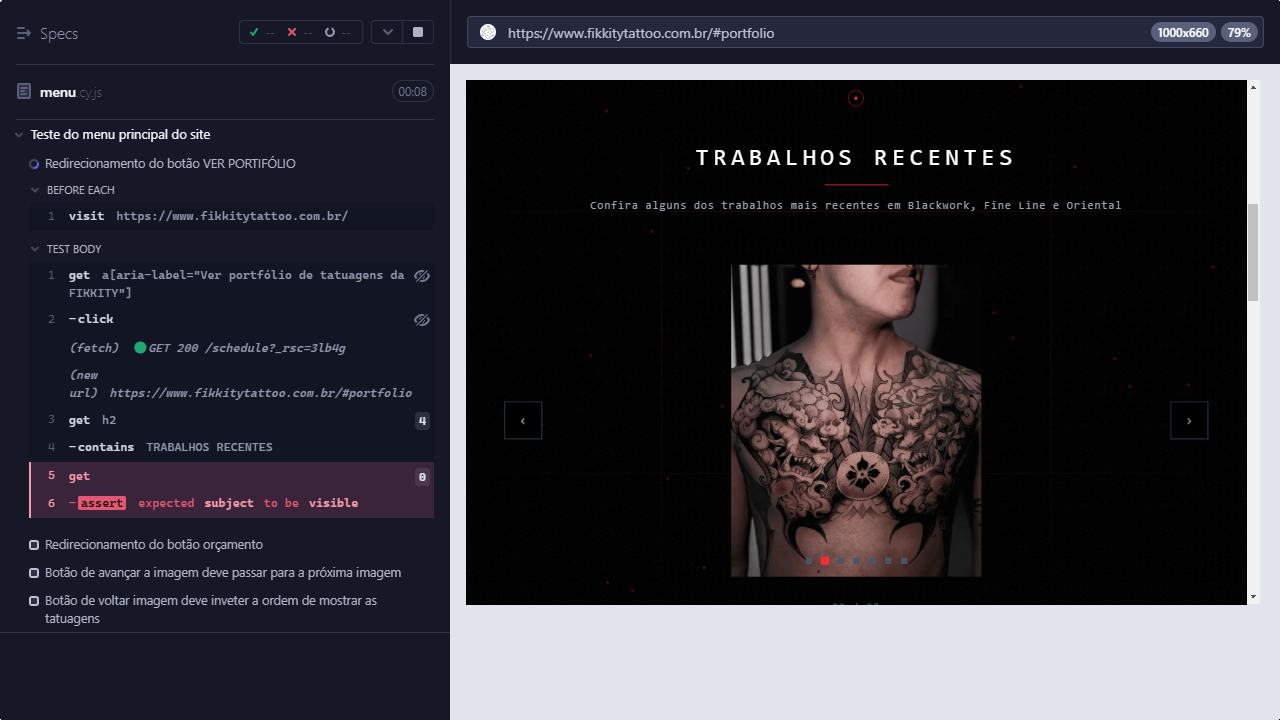 Specs
-- -- --
https://www.fikkitytattoo.com.br/#portfolio
1000x660
79%
menu.cy.js
00:08
Teste do menu principal do site
Redirecionamento do botão VER PORTIFÓLIO
BEFORE EACH
1 visit https://www.fikkitytattoo.com.br/
TEST BODY
1 get a[aria-label="Ver portfólio de tatuagens da
FIKKITY"]
2 -click
(fetch) GET 200 /schedule?_rsc=3lb4g
(new
url) https://www.fikkitytattoo.com.br/#portfolio
3 get h2 4
4 -contains TRABALHOS RECENTES
5 get 0
6 -assert expected subject to be visible
Redirecionamento do botão orçamento
Botão de avançar a imagem deve passar para a próxima imagem
Botão de voltar imagem deve inveter a ordem de mostrar as
tatuagens
TRABALHOS RECENTES
Confira alguns dos trabalhos mais recentes em Blackwork, Fine Line e Oriental
‹
›